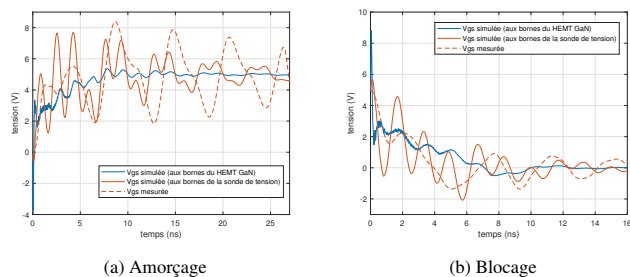 8
6
4
2
0
-2
-4
tension (V)
0 5 10 15 20 25
temps (ns)
Vgs simulée (aux bornes du HEMT GaN)
Vgs simulée (aux bornes de la sonde de tension)
Vgs mesurée
(a) Amorçage
10
8
6
4
2
0
-2
tension (V)
0 2 4 6 8 10 12 14 16
temps (ns)
Vgs simulée (aux bornes du HEMT GaN)
Vgs simulée (aux bornes de la sonde de tension)
Vgs mesurée
(b) Blocage